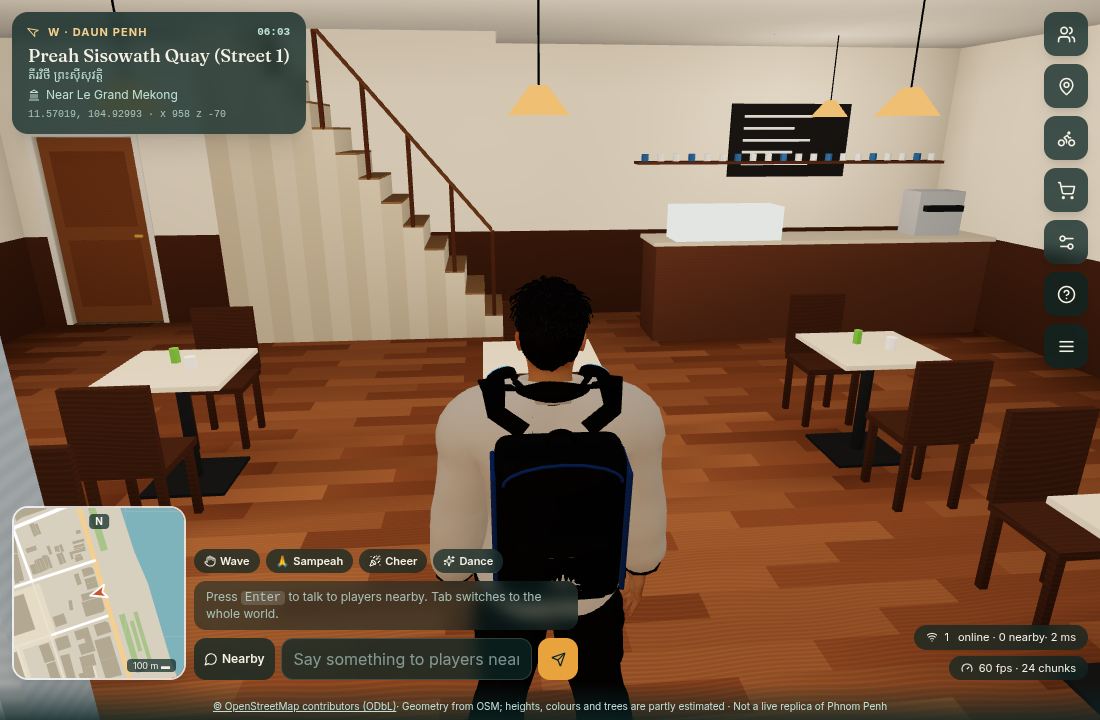 W · DAUN PENH
06:03
Preah Sisowath Quay (Street 1)
តិរវិថី ព្រះស៊ីសុវត្ថិ
Near Le Grand Mekong
11.57019, 104.92993 · x 958 z -70
N
100 m
Wave
🙏 Sampeah
Cheer
Dance
Press Enter to talk to players nearby. Tab switches to the
whole world.
Nearby
Say something to players near
1 online · 0 nearby · 2 ms
60 fps · 24 chunks
© OpenStreetMap contributors (ODbL) · Geometry from OSM; heights, colours and trees are partly estimated · Not a live replica of Phnom Penh